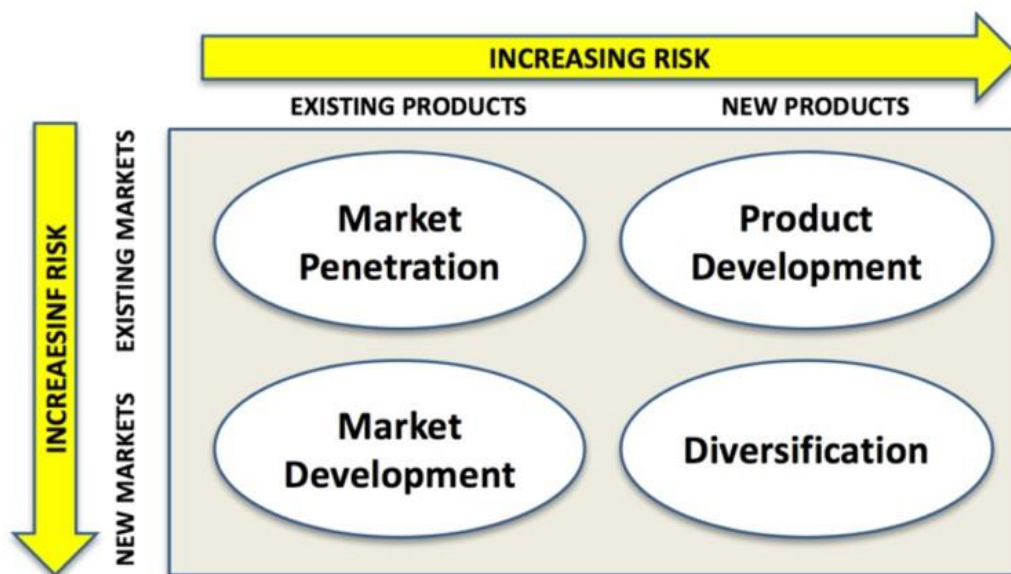 INCREASING RISK
EXISTING PRODUCTS
NEW PRODUCTS
INCREAESINF RISK
EXISTING MARKETS
Market
Penetration
Product
Development
NEW MARKETS
Market
Development
Diversification